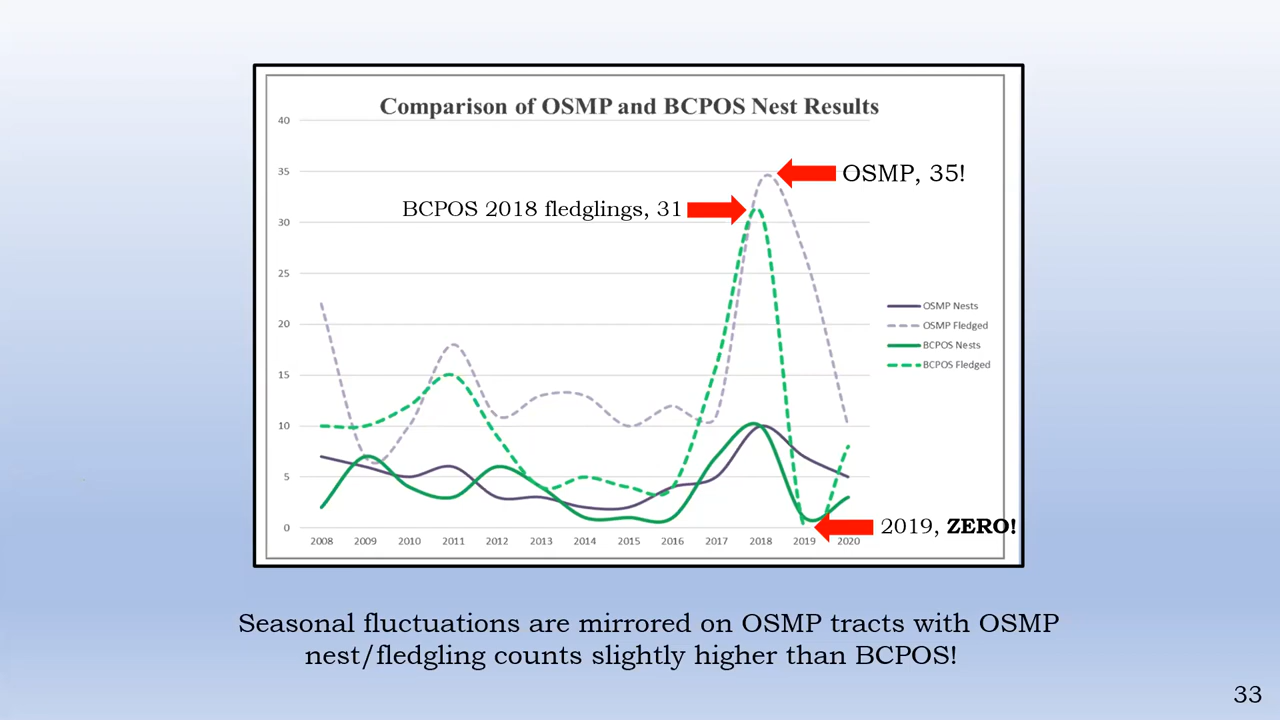 Comparison of OSMP and BCPOS Nest Results
40
35
30
25
20
15
10
5
0
OSMP, 35!
BCPOS 2018 fledglings, 31
OSMP Nests
OSMP Fledged
BCPOS Nests
BCPOS Fledged
2019, ZERO!
2008 2009 2010 2011 2012 2013 2014 2015 2016 2017 2018 2019 2020
Seasonal fluctuations are mirrored on OSMP tracts with OSMP
nest/fledgling counts slightly higher than BCPOS!
33